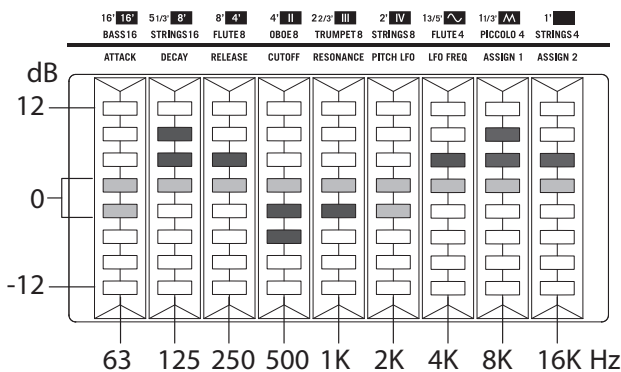 16' 16' 5 1/3' 8' 8' 4' 4' II 2 2/3' III 2' IV 1 3/5' 1 1/3' 1'
BASS16 STRINGS16 FLUTE8 OBOE8 TRUMPET8 STRINGS8 FLUTE4 PICCOLO4 STRINGS4
ATTACK DECAY RELEASE CUTOFF RESONANCE PITCH LFO LFO FREQ ASSIGN 1 ASSIGN 2
dB
12
0
-12
63 125 250 500 1K 2K 4K 8K 16K Hz